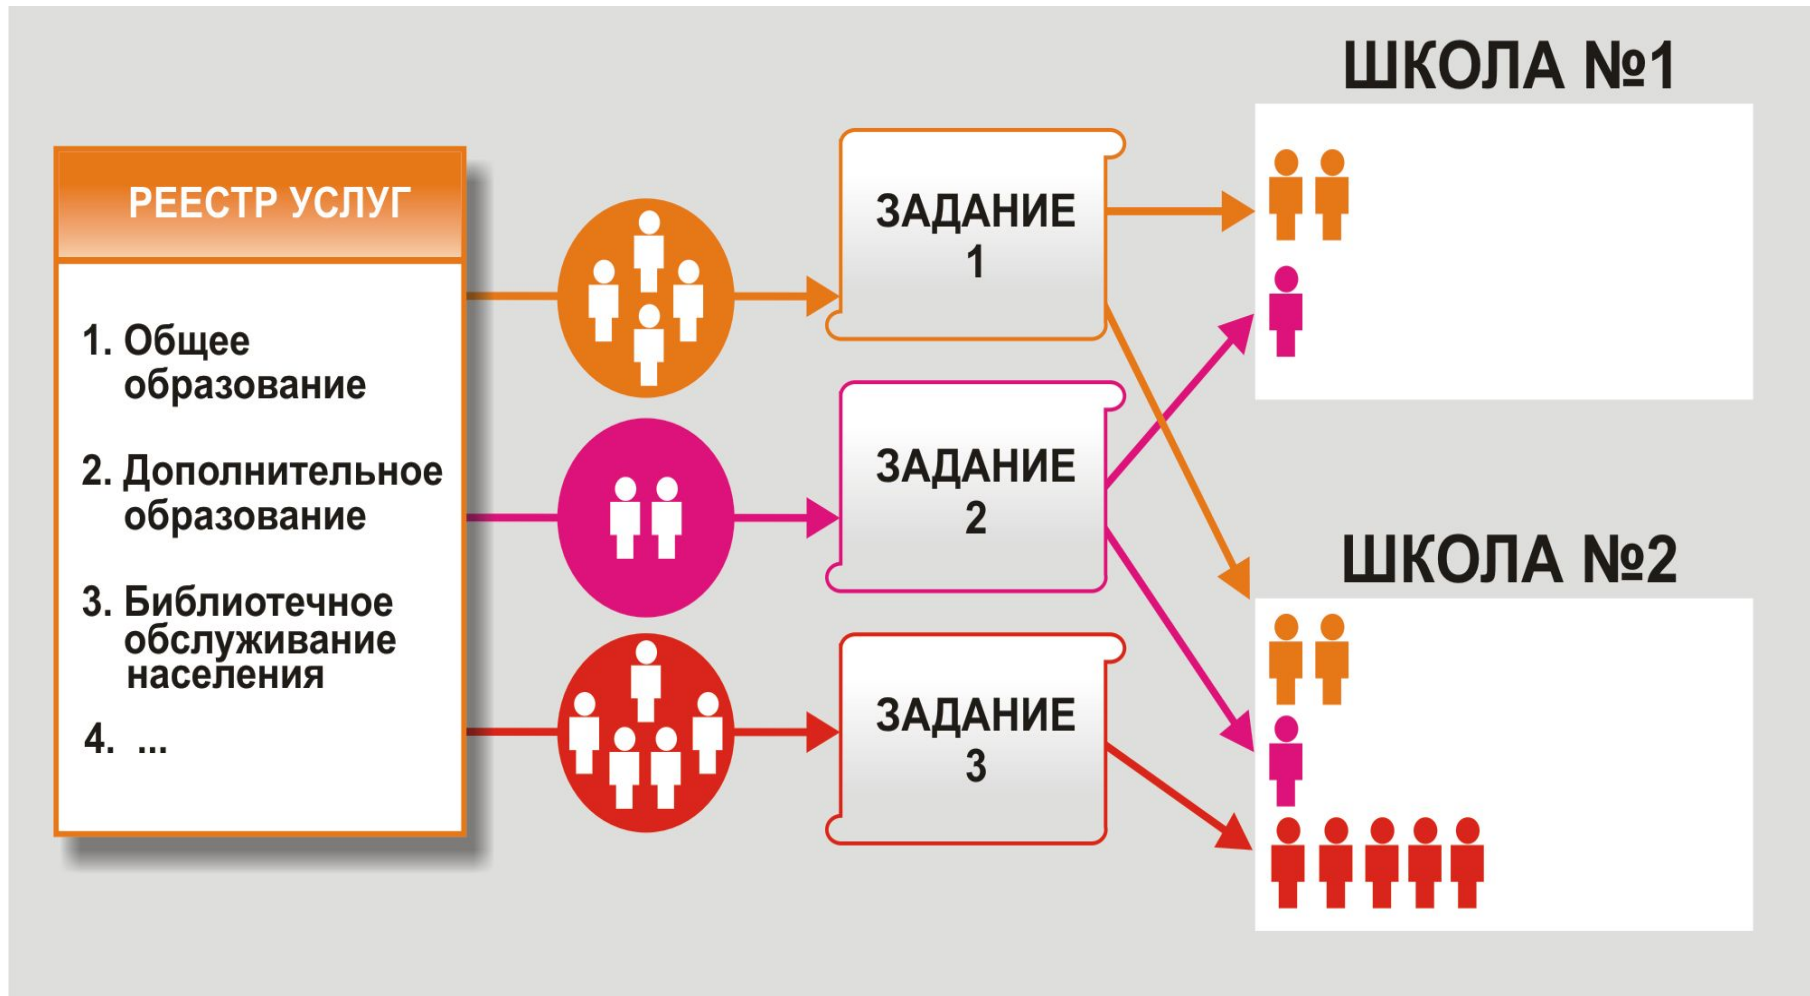 РЕЕСТР УСЛУГ
1. Общее
образование
2. Дополнительное
образование
3. Библиотечное
обслуживание
населения
4. ...
ЗАДАНИЕ
1
ЗАДАНИЕ
2
ЗАДАНИЕ
3
ШКОЛА №1
ШКОЛА №2